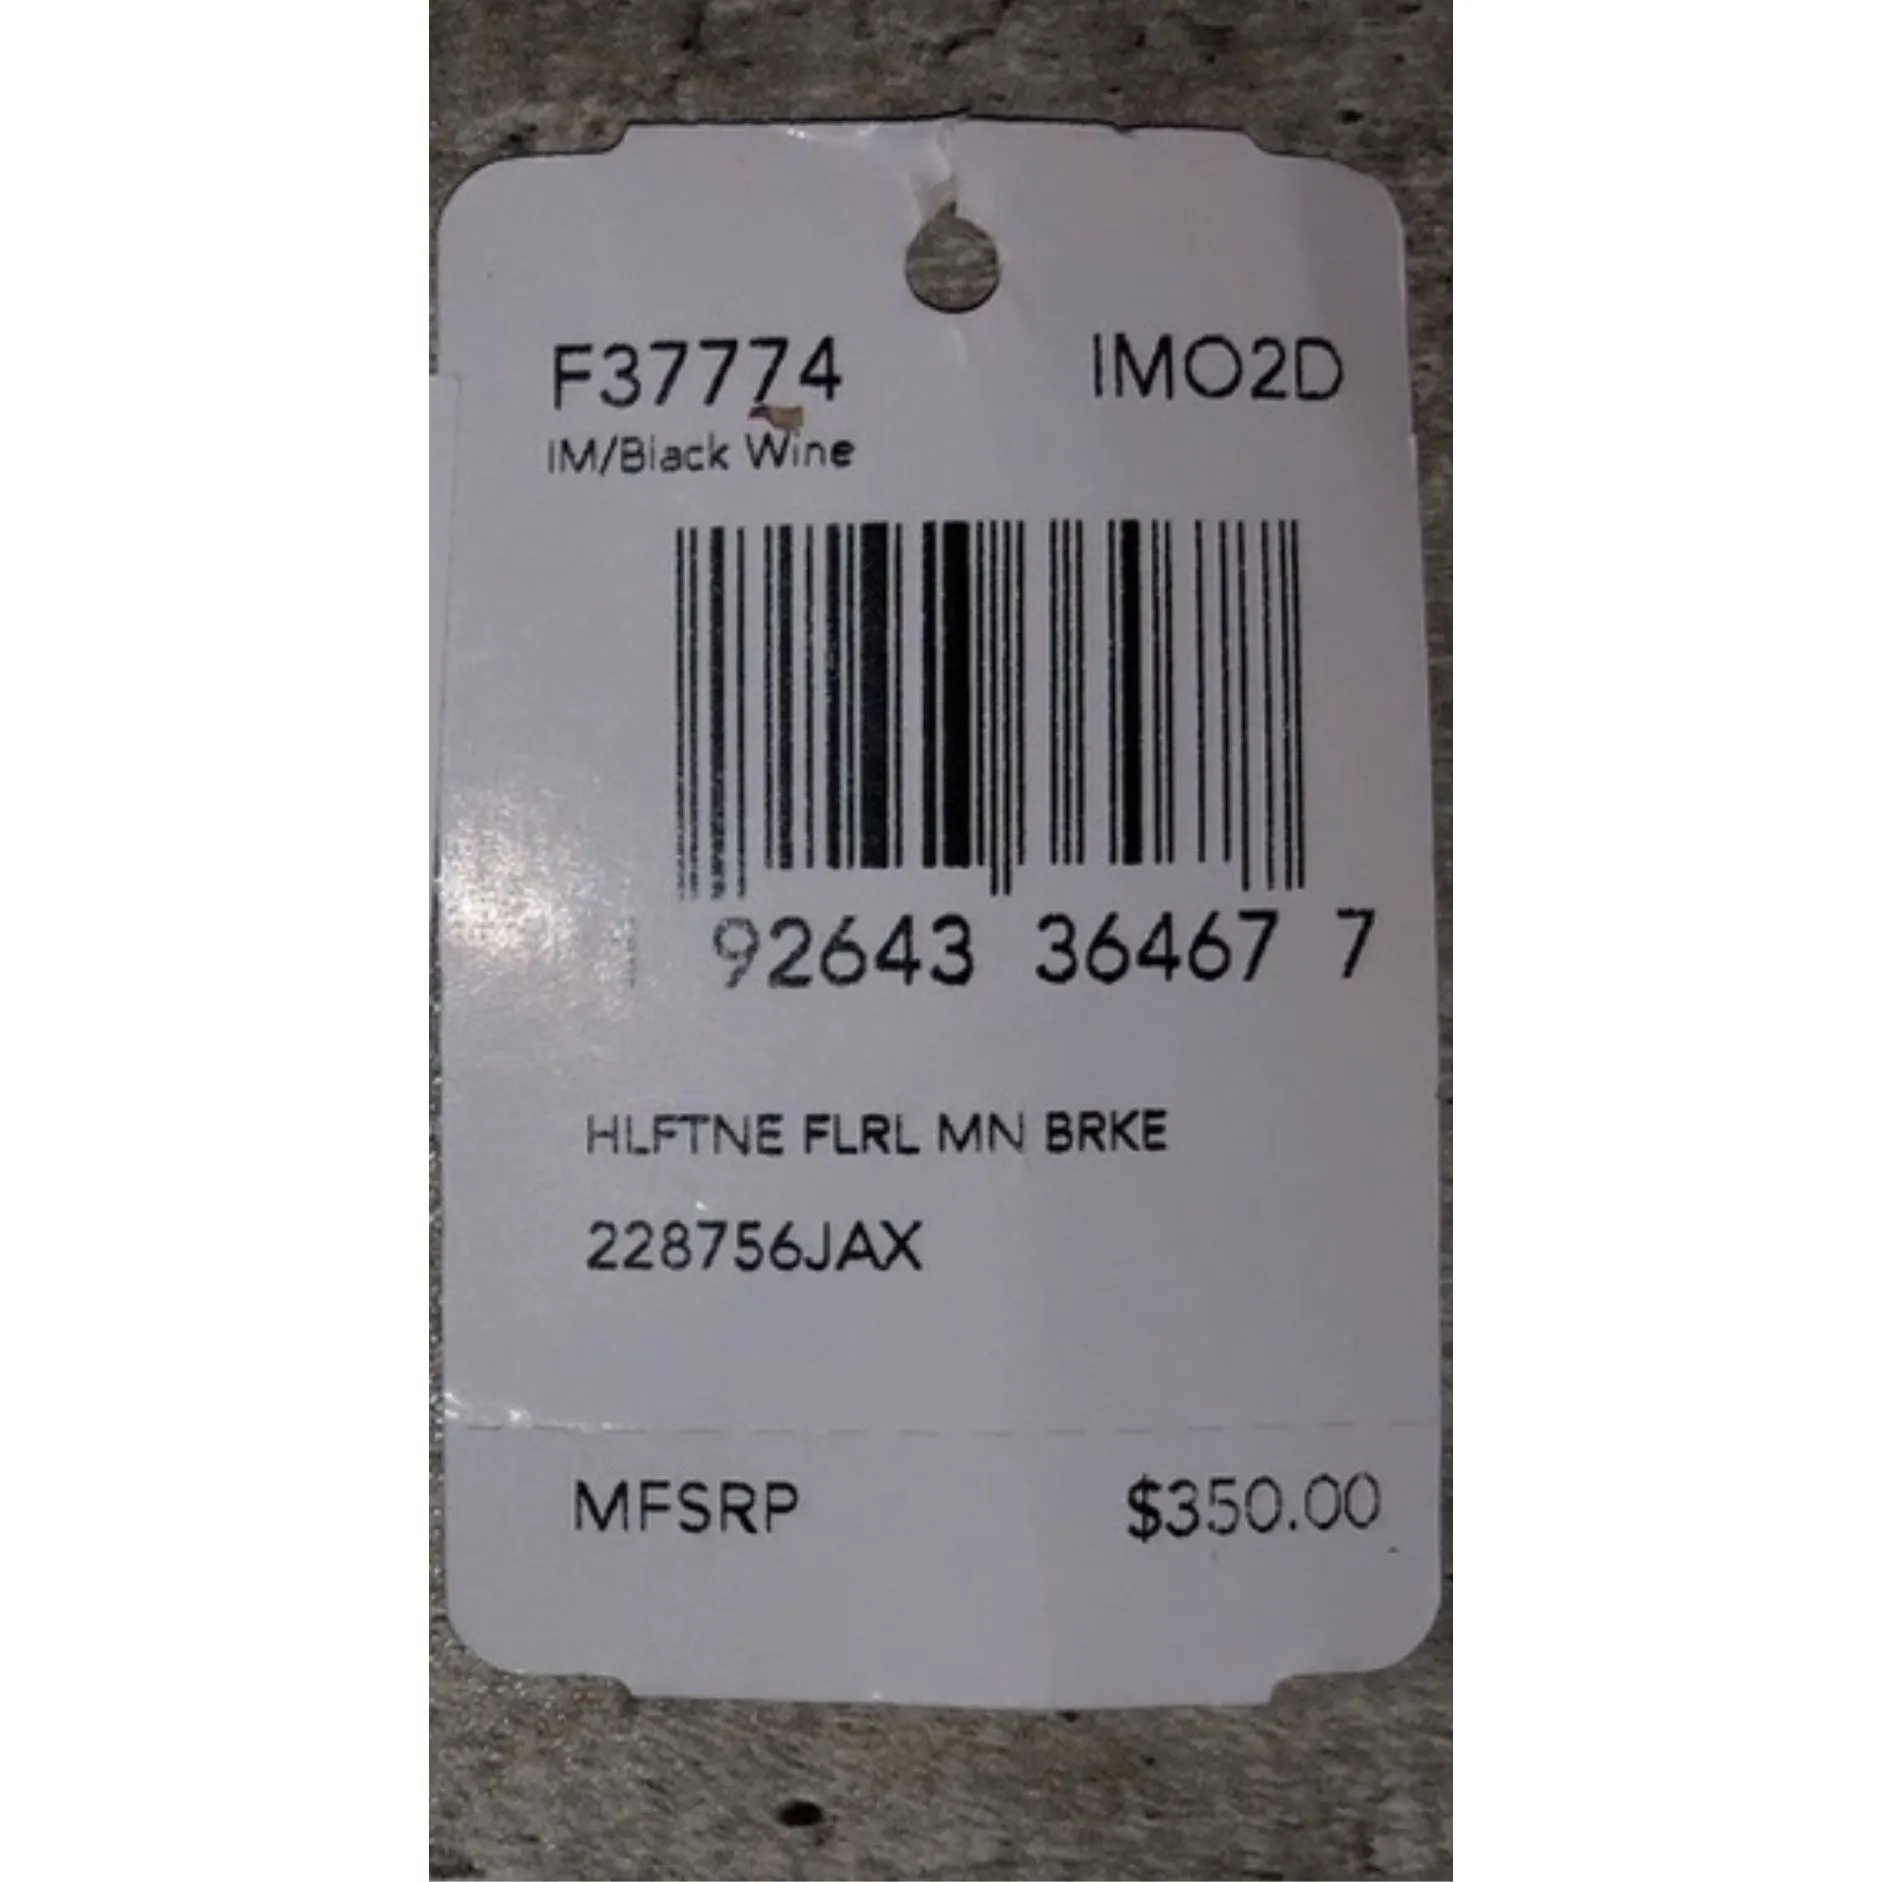 F37774 IMO2D
IM/Black Wine
92643 36467 7
HLFTNE FLRL MN BRKE
228756JAX
MFSRP $350.00